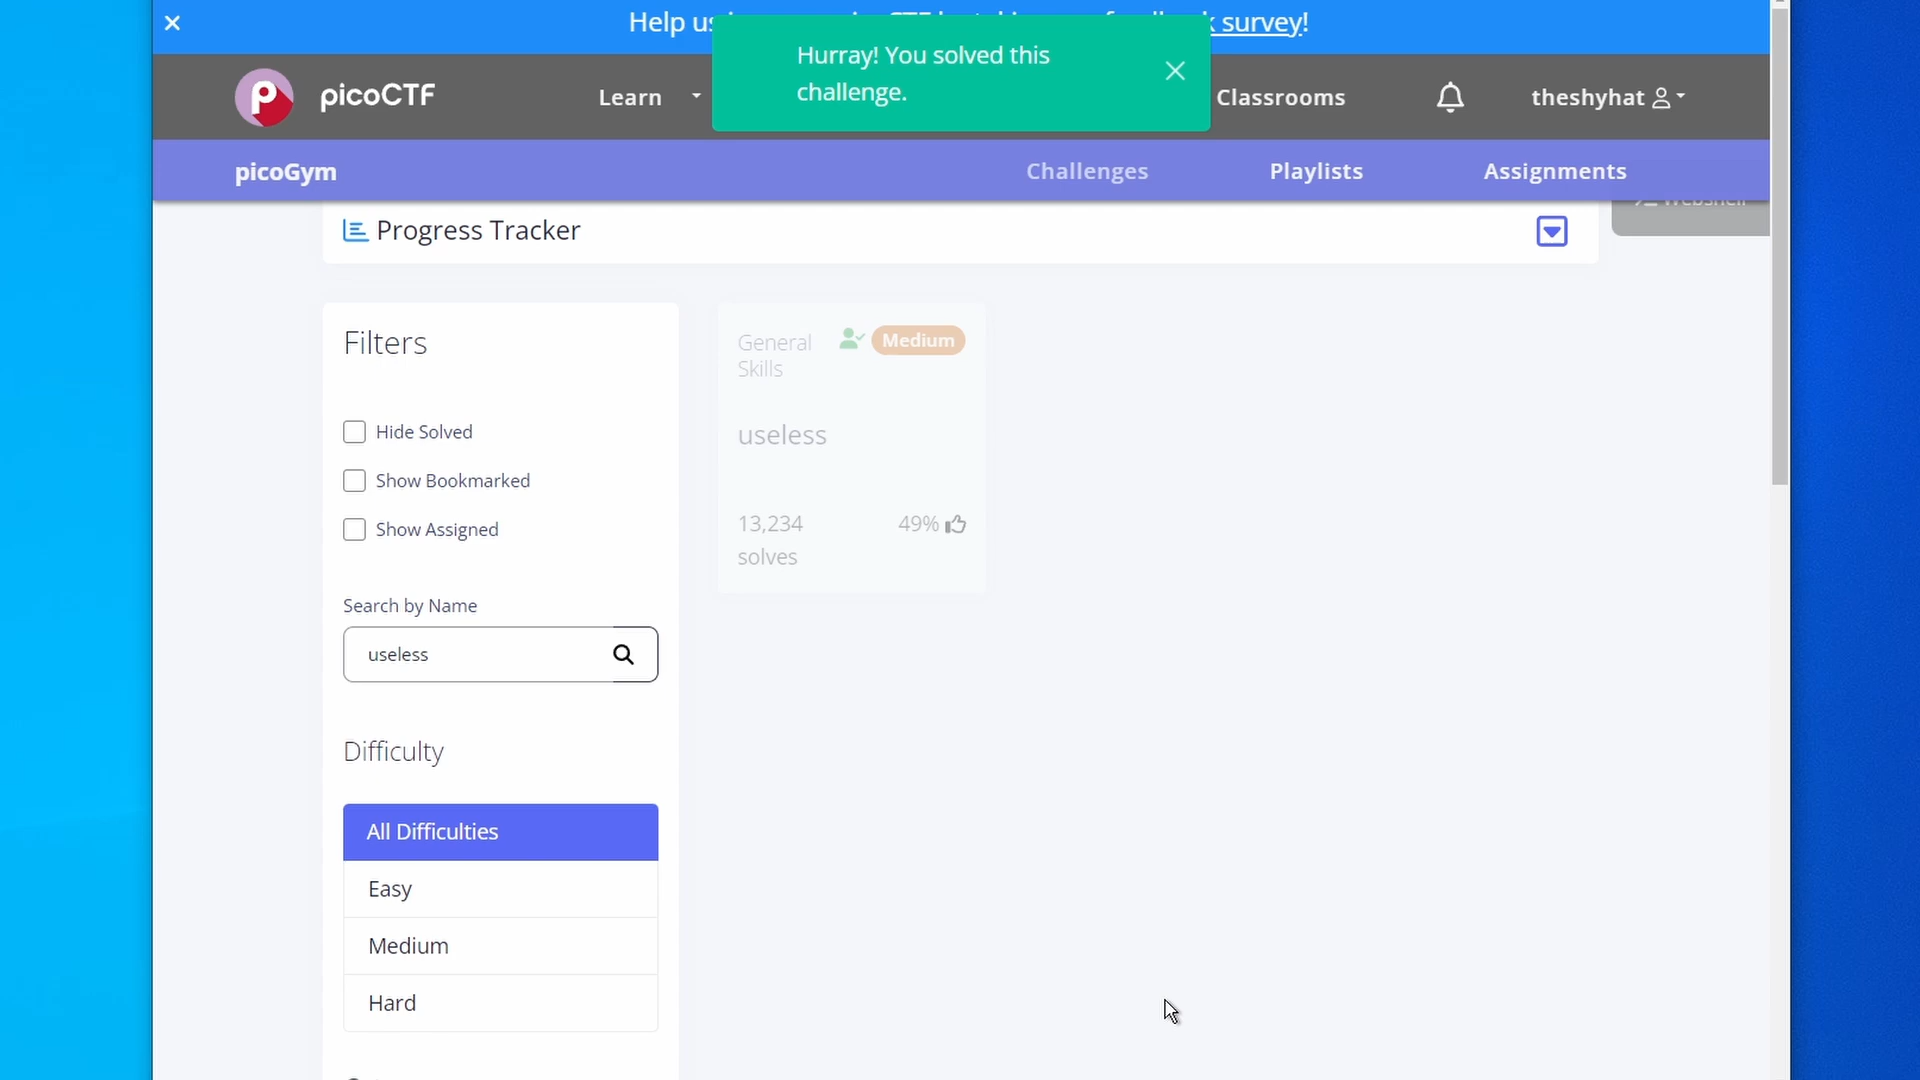 Help us survey!
Hurray! You solved this
challenge.
picoCTF
Learn
Classrooms
theshyhat
picoGym
Challenges
Playlists
Assignments
Webshell
Progress Tracker
Filters
Hide Solved
Show Bookmarked
Show Assigned
Search by Name
useless
Difficulty
All Difficulties
Easy
Medium
Hard
General
Skills
Medium
useless
13,234
solves
49%